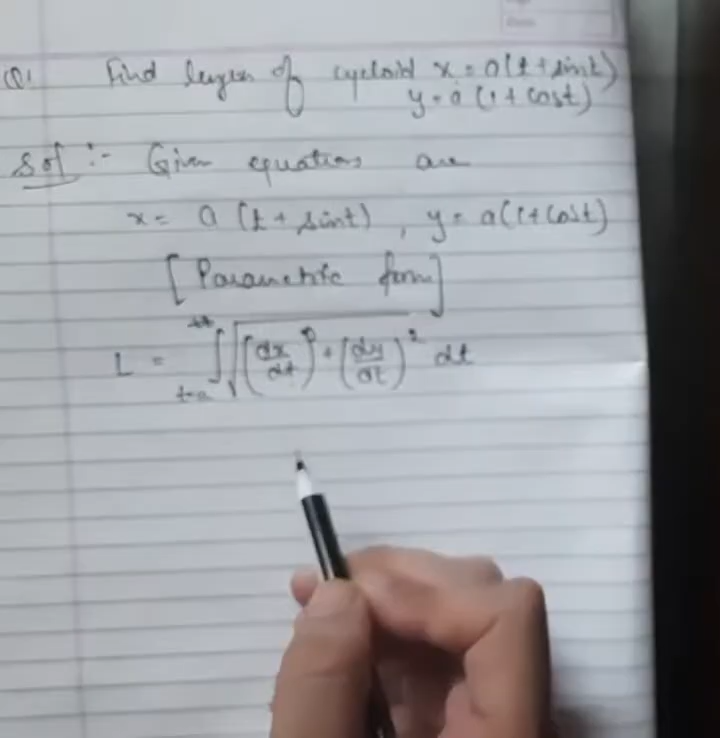 Q1 Find length of cycloid x = a(t + sint)
y = a(1 + cost)
Sol :- Given equations are
x = a (t + sint) , y = a(1 + cost)
[Parametric form]
L = ∫ √(dx/dt)² + (dy/dt)² dt
t=a